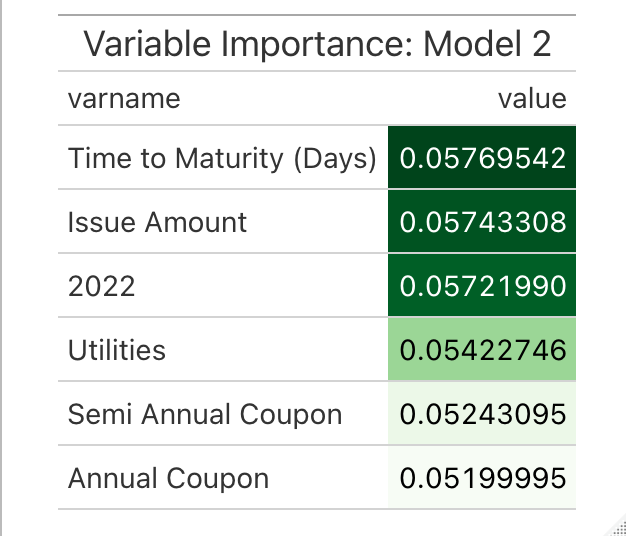 Variable Importance: Model 2
varname value
Time to Maturity (Days) 0.05769542
Issue Amount 0.05743308
2022 0.05721990
Utilities 0.05422746
Semi Annual Coupon 0.05243095
Annual Coupon 0.05199995